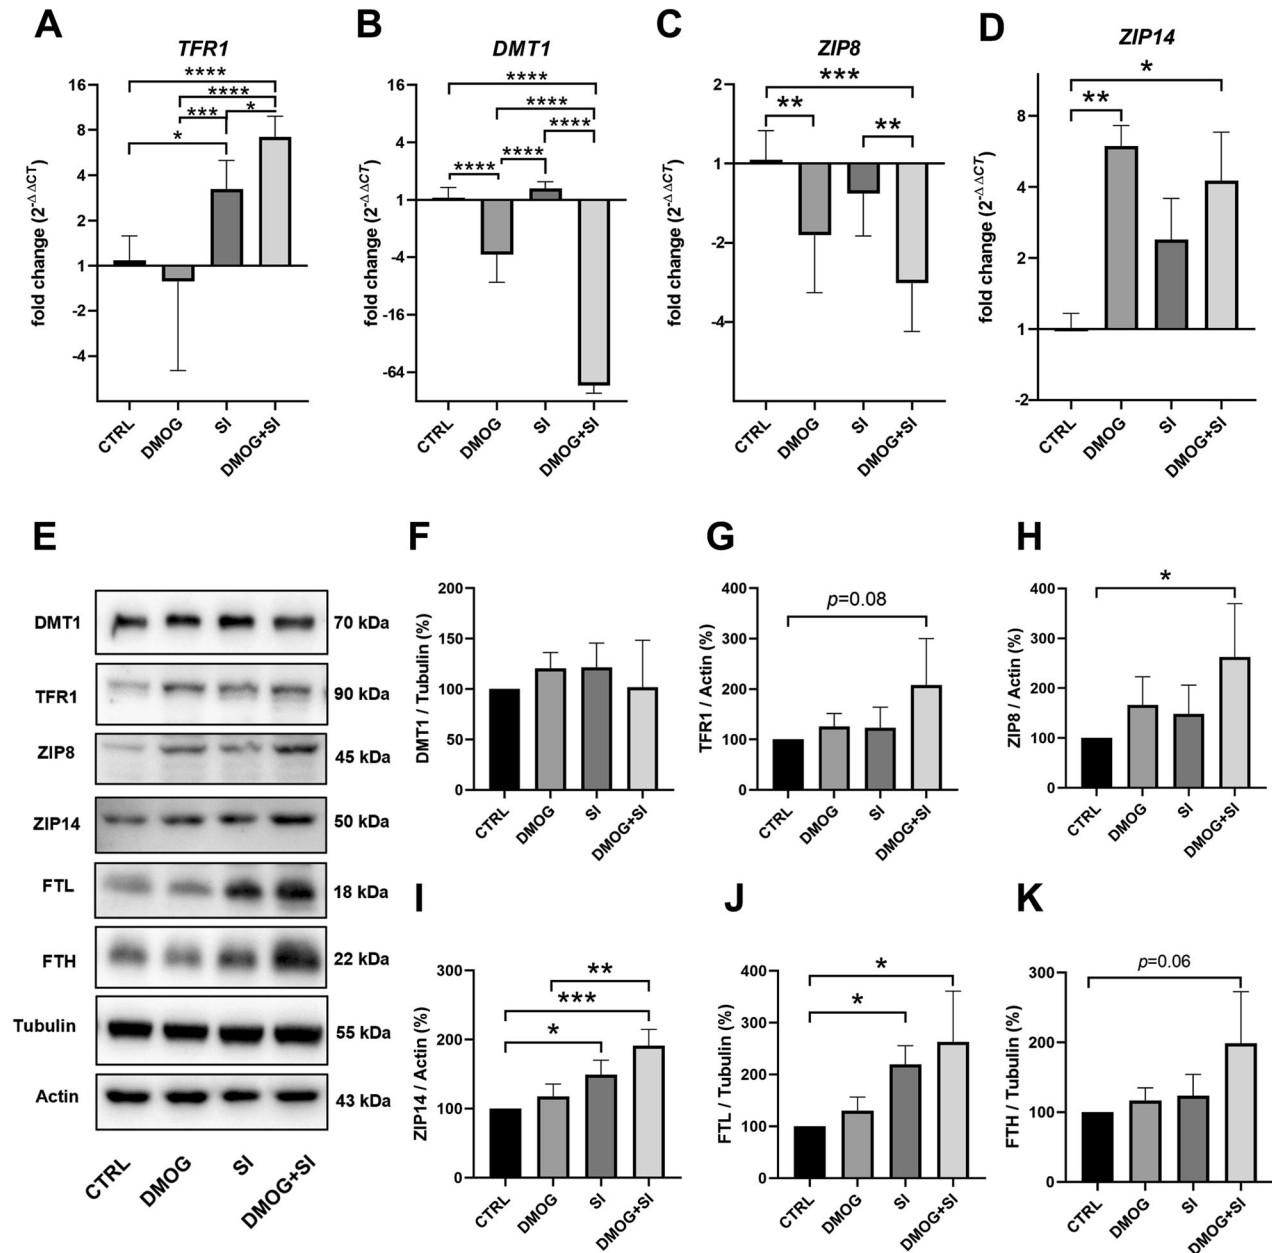 A
TFR1
fold change (2-Δ ΔCT)
16
8
4
2
1
-2
-4
****
****
***
*
*
CTRL
DMOG
SI
DMOG+SI
B
DMT1
fold change (2-Δ ΔCT)
16
4
1
-4
-16
-64
****
****
****
****
****
CTRL
DMOG
SI
DMOG+SI
C
ZIP8
fold change (2-Δ ΔCT)
2
1
-2
-4
***
**
**
CTRL
DMOG
SI
DMOG+SI
D
ZIP14
fold change (2-Δ ΔCT)
8
4
2
1
-2
*
**
CTRL
DMOG
SI
DMOG+SI
E
DMT1 70 kDa
TFR1 90 kDa
ZIP8 45 kDa
ZIP14 50 kDa
FTL 18 kDa
FTH 22 kDa
Tubulin 55 kDa
Actin 43 kDa
CTRL
DMOG
SI
DMOG+SI
F
DMT1 / Tubulin (%)
200
150
100
50
0
CTRL
DMOG
SI
DMOG+SI
G
TFR1 / Actin (%)
400
300
200
100
0
p=0.08
CTRL
DMOG
SI
DMOG+SI
H
ZIP8 / Actin (%)
400
300
200
100
0
*
CTRL
DMOG
SI
DMOG+SI
I
ZIP14 / Actin (%)
300
200
100
0
**
***
*
CTRL
DMOG
SI
DMOG+SI
J
FTL / Tubulin (%)
400
300
200
100
0
*
*
CTRL
DMOG
SI
DMOG+SI
K
FTH / Tubulin (%)
300
200
100
0
p=0.06
CTRL
DMOG
SI
DMOG+SI